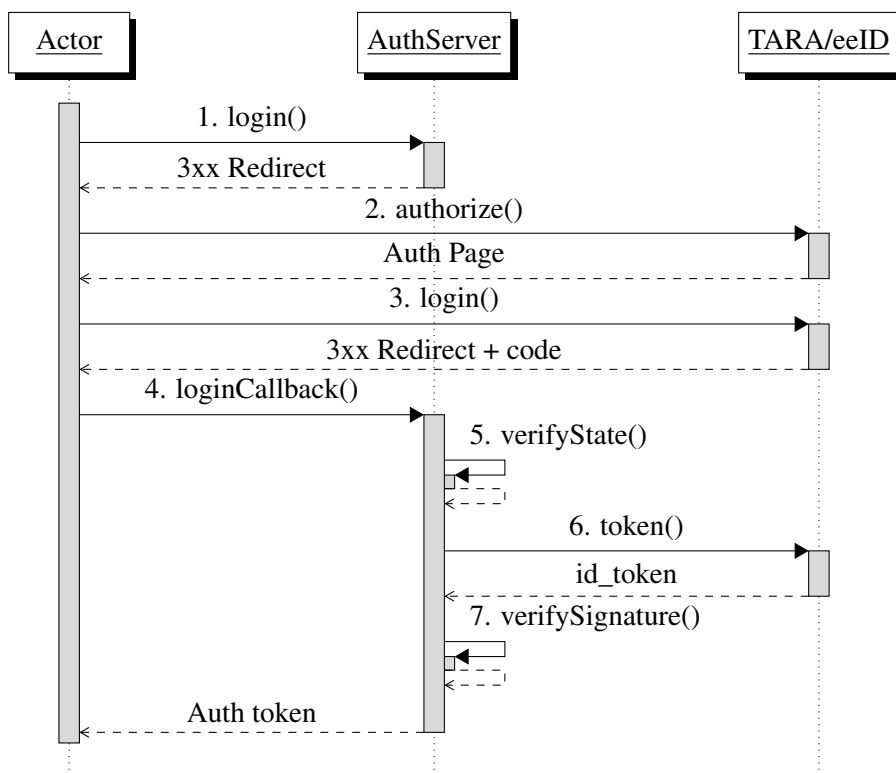 Actor
AuthServer
TARA/eeID
1. login()
3xx Redirect
2. authorize()
Auth Page
3. login()
3xx Redirect + code
4. loginCallback()
5. verifyState()
6. token()
id_token
7. verifySignature()
Auth token